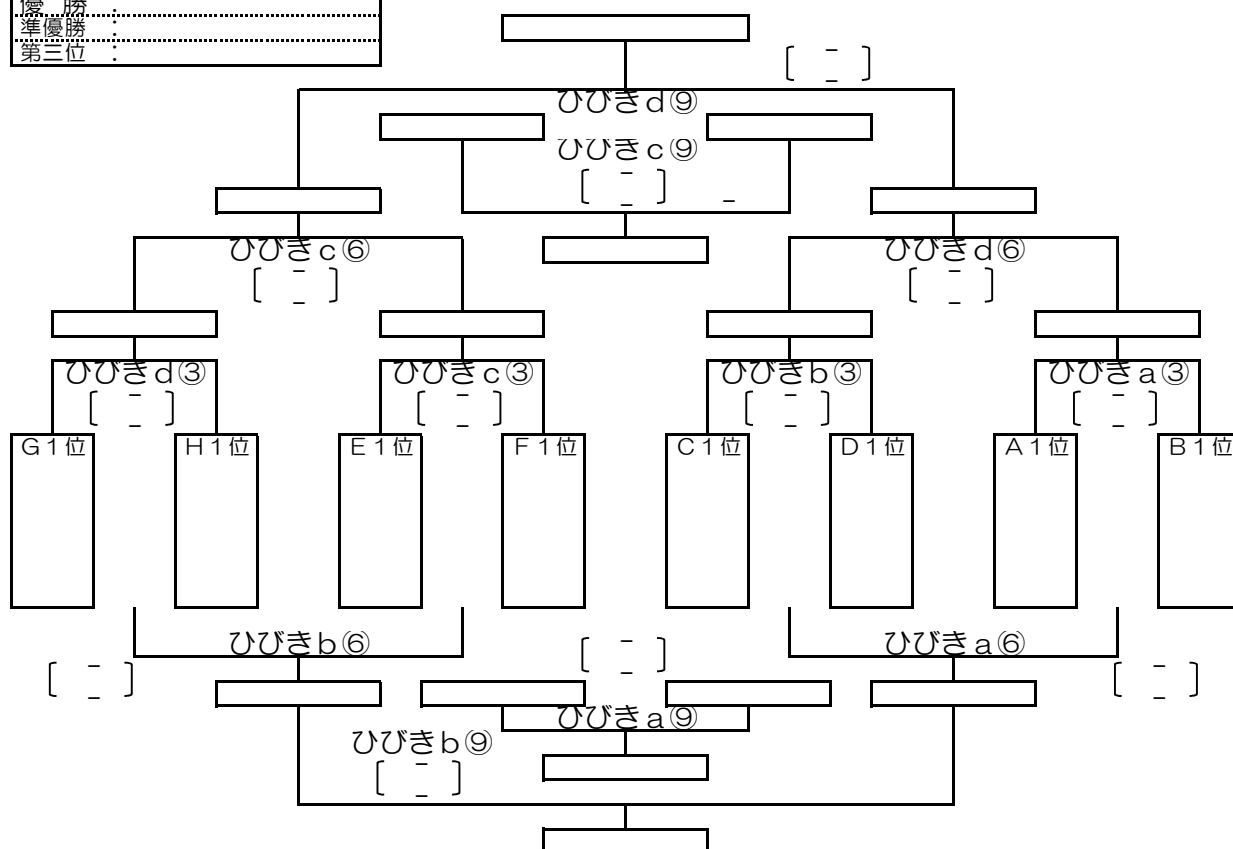 優 勝 :
準優勝 :
第三位 :
[ - - ]
ひびきd⑨
ひびきc⑨
[ - - ] -
ひびきc⑥
[ - - ]
ひびきd⑥
[ - - ]
ひびきd③
[ - - ]
ひびきc③
[ - - ]
ひびきb③
[ - - ]
ひびきa③
[ - - ]
G1位
H1位
E1位
F1位
C1位
D1位
A1位
B1位
ひびきb⑥
[ - - ]
[ - - ]
ひびきa⑥
[ - - ]
ひびきa⑨
ひびきb⑨
[ - - ]